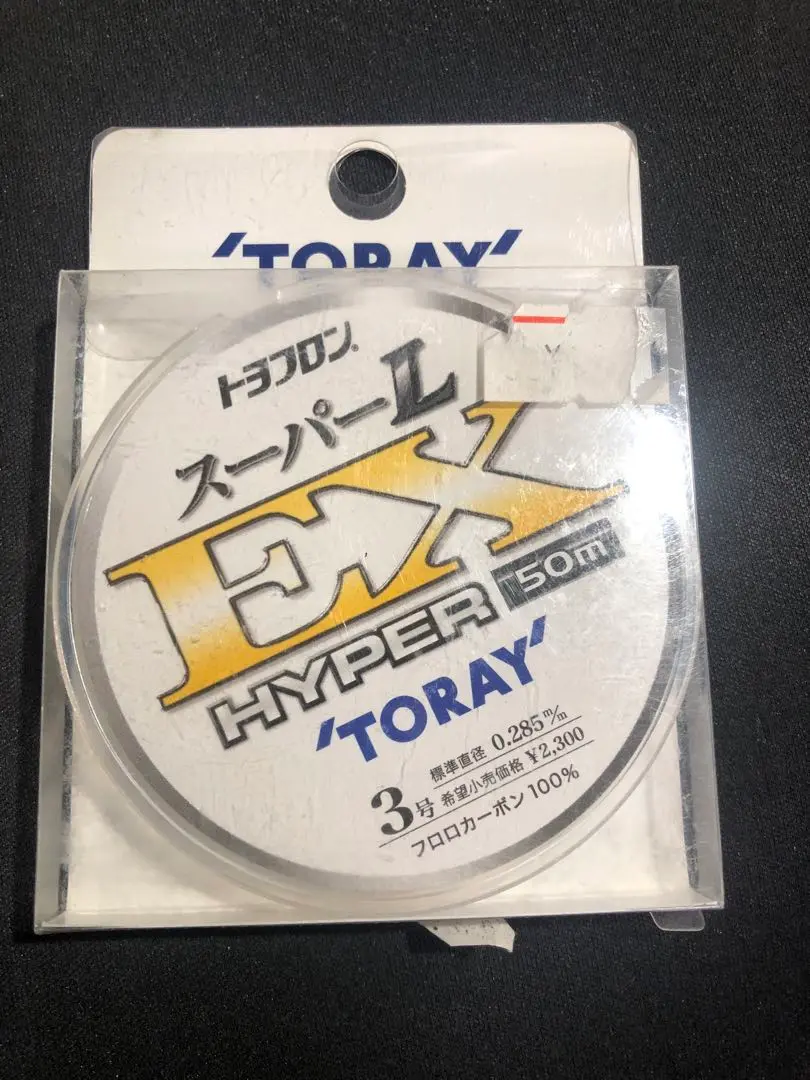 'TORAY'
トヨフロン®
スーパーL
EX
HYPER 50m
'TORAY'
標準直径 0.285m/m
3号 希望小売価格 ¥2,300
フロロカーボン100%